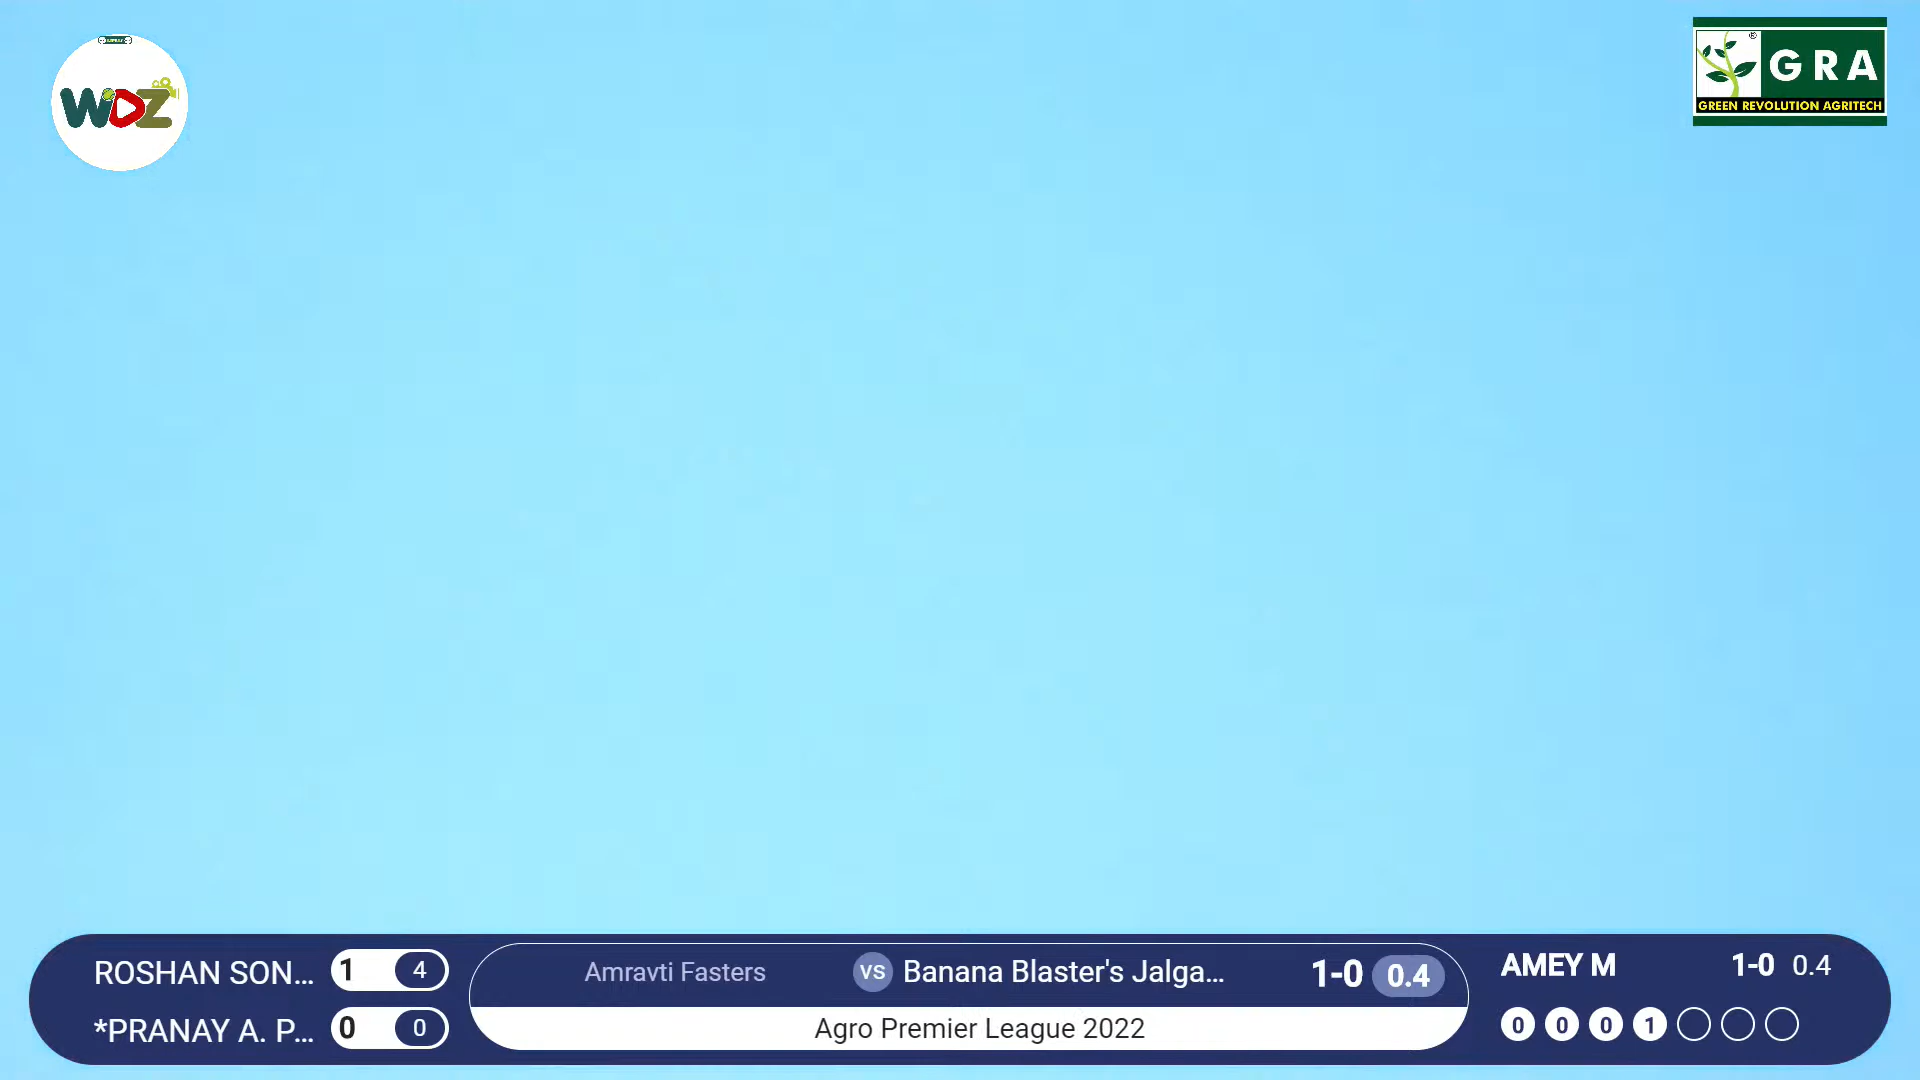 WDZ
®
GRA
GREEN REVOLUTION AGRITECH
ROSHAN SON... 1 4
*PRANAY A. P... 0 0
Amravti Fasters VS Banana Blaster's Jalga... 1-0 0.4
Agro Premier League 2022
AMEY M 1-0 0.4
0 0 0 1